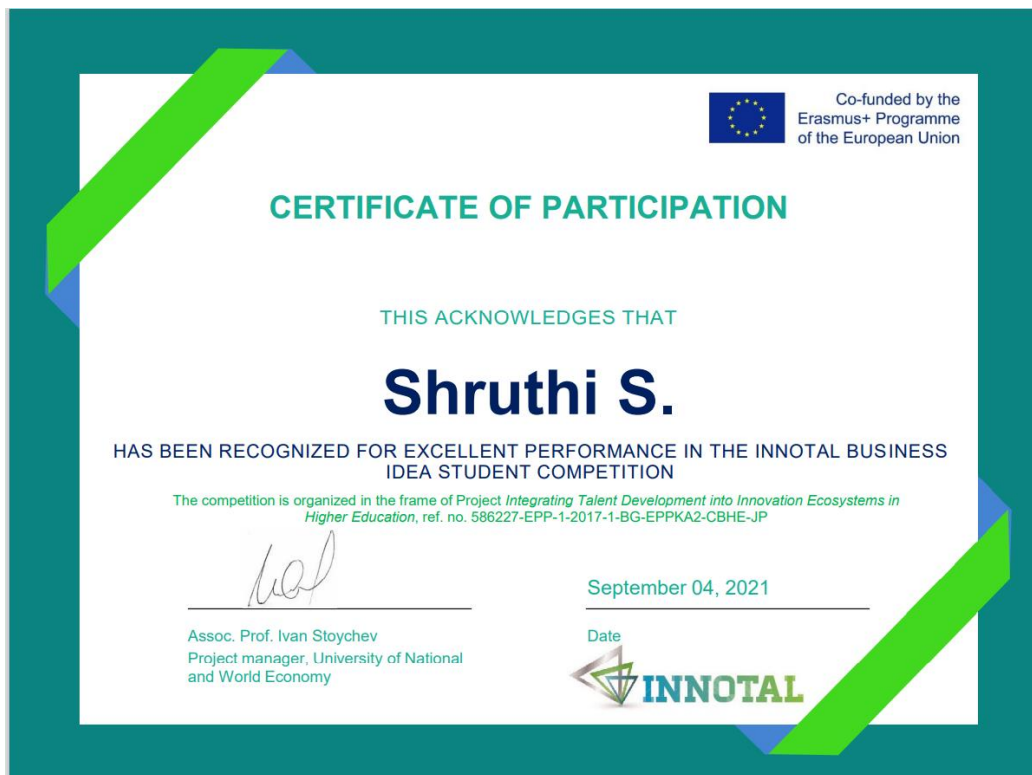 Co-funded by the
Erasmus+ Programme
of the European Union
CERTIFICATE OF PARTICIPATION
THIS ACKNOWLEDGES THAT
Shruthi S.
HAS BEEN RECOGNIZED FOR EXCELLENT PERFORMANCE IN THE INNOTAL BUSINESS
IDEA STUDENT COMPETITION
The competition is organized in the frame of Project Integrating Talent Development into Innovation Ecosystems in
Higher Education, ref. no. 586227-EPP-1-2017-1-BG-EPPKA2-CBHE-JP
September 04, 2021
Assoc. Prof. Ivan Stoychev
Project manager, University of National
and World Economy
Date
INNOTAL